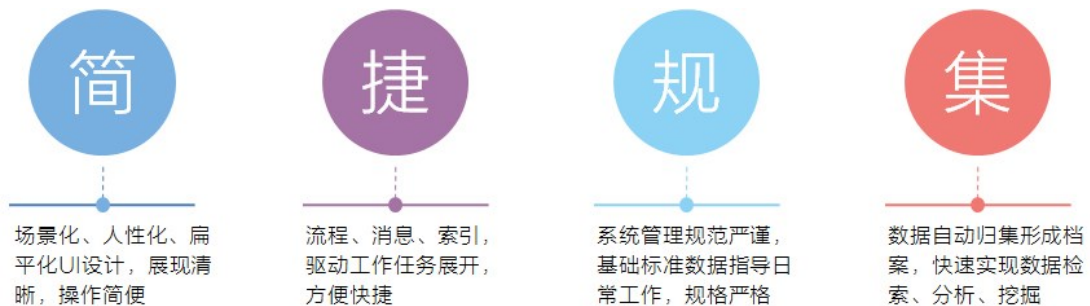 简
场景化、人性化、扁
平化UI设计，展现清
晰，操作简便
捷
流程、消息、索引，
驱动工作任务展开，
方便快捷
规
系统管理规范严谨，
基础标准数据指导日
常工作，规格严格
集
数据自动归集形成档
案，快速实现数据检
索、分析、挖掘